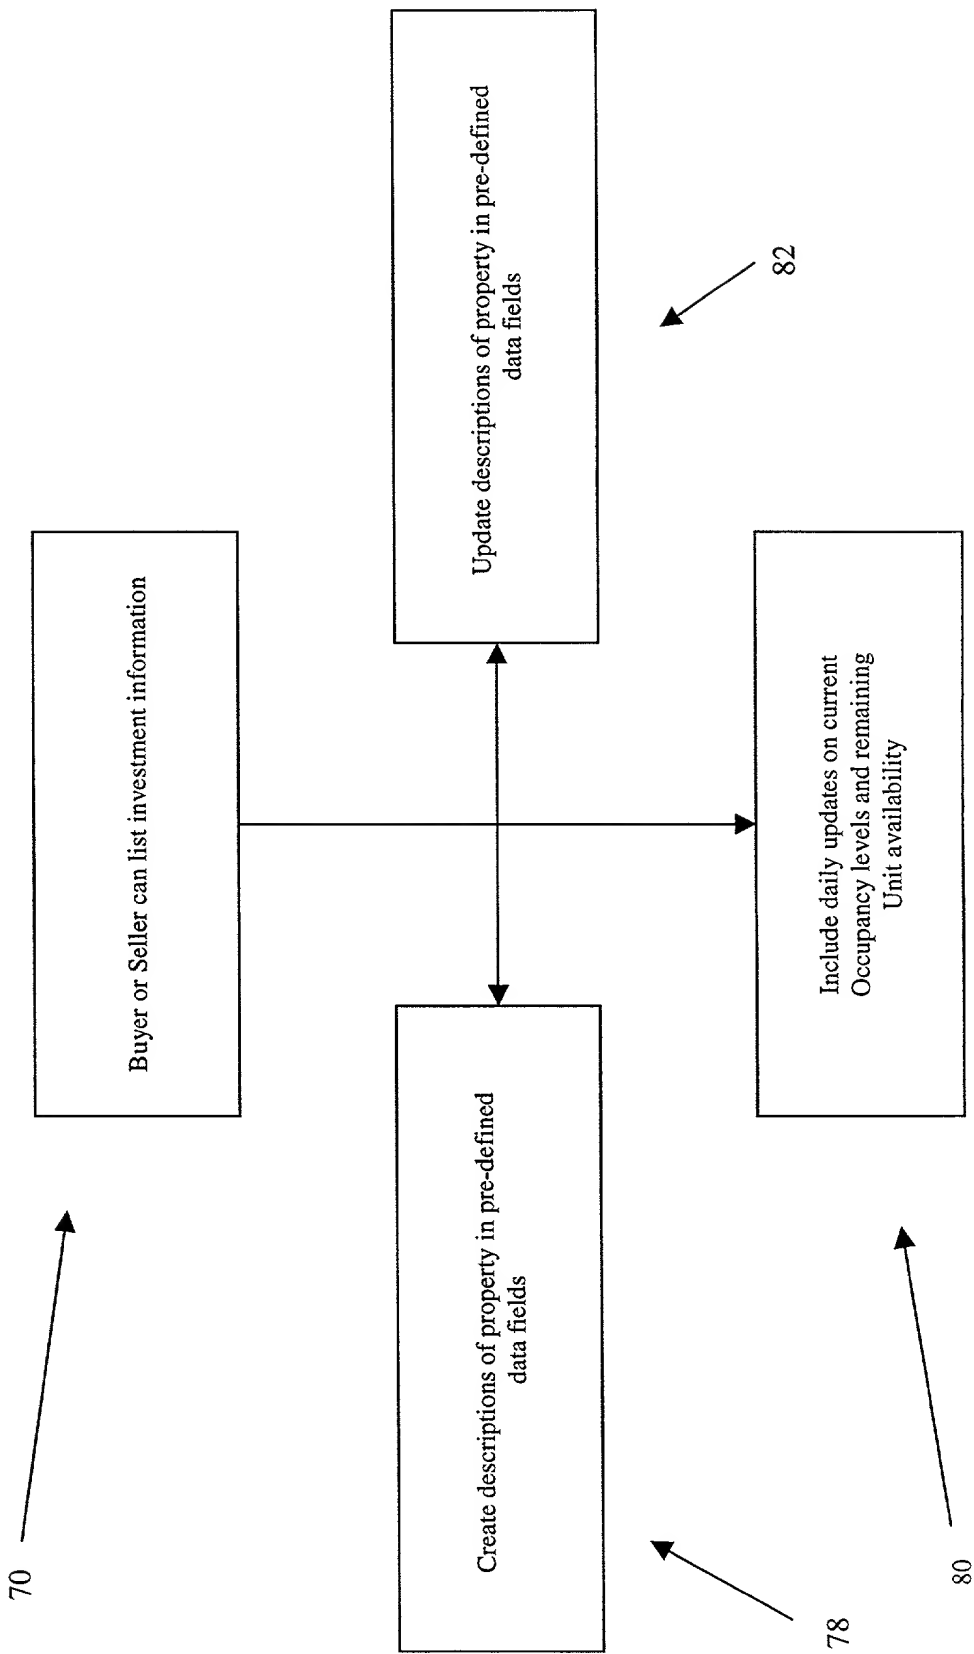 70
Buyer or Seller can list investment information
Create descriptions of property in pre-defined
data fields
Update descriptions of property in pre-defined
data fields
78
82
Include daily updates on current
Occupancy levels and remaining
Unit availability
80